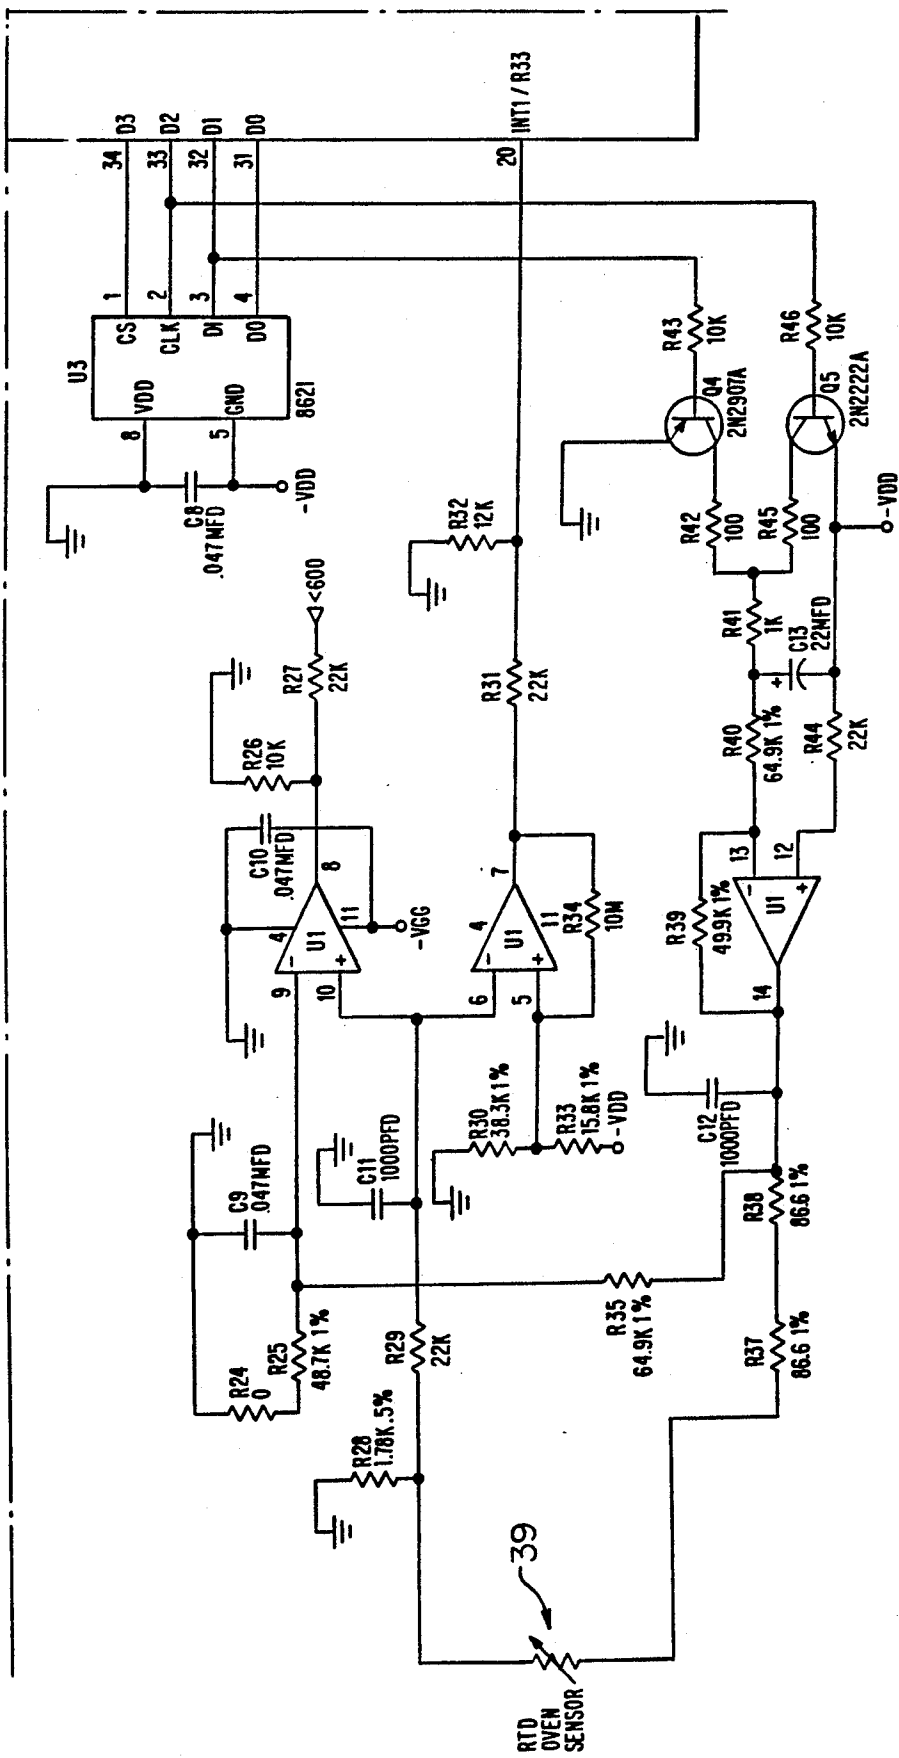 RTD
OVEN
SENSOR
39
R28
1.78K .5%
R24
0
R25
48.7K 1%
R29
22K
C9
.047MFD
C11
1000PFD
R30
38.3K 1%
R33
15.8K 1%
-VDD
R35
64.9K 1%
R37
86.6 1%
R38
86.6 1%
C12
1000PFD
9
10
-
+
U1
4
11
8
-VGG
C10
.047MFD
R26
10K
R27
22K
<600
6
5
-
+
U1
4
11
7
R34
10M
R31
22K
R32
12K
14
U1
-
+
13
12
R39
49.9K 1%
R40
64.9K 1%
R44
22K
C13
22MFD
+
R41
1K
R42
100
R45
100
-VDD
Q4
2N2907A
Q5
2N2222A
R43
10K
R46
10K
C8
.047MFD
-VDD
U3
8621
8
VDD
5
GND
CS
CLK
DI
DO
1
2
3
4
34
33
32
31
D3
D2
D1
D0
20
INT1 / R33